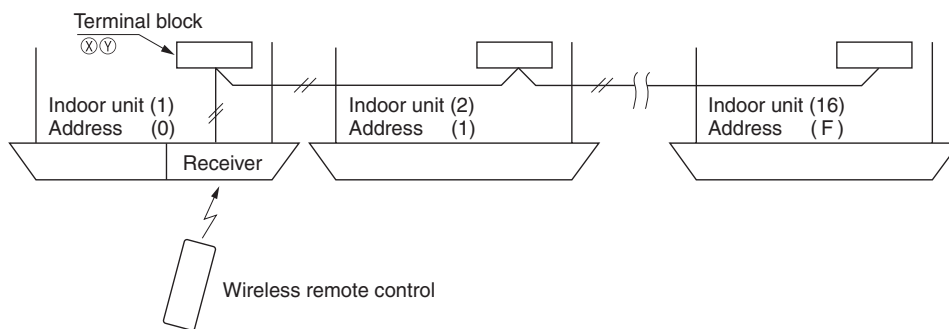 Terminal block
ⓍⓎ
Indoor unit (1)
Address (0)
Receiver
Indoor unit (2)
Address (1)
Indoor unit (16)
Address (F)
Wireless remote control